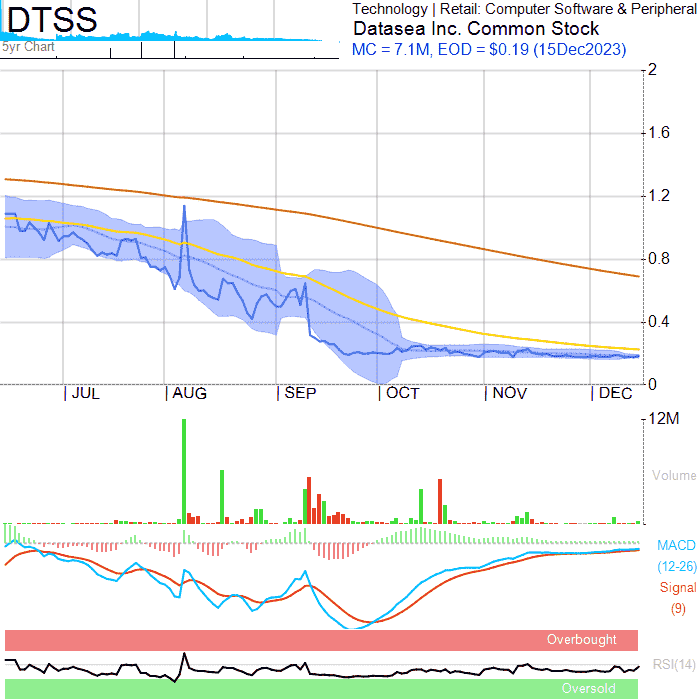 DTSS
Technology | Retail: Computer Software & Peripheral
Datasea Inc. Common Stock
5yr Chart
MC = 7.1M, EOD = $0.19 (15Dec2023)
2
1.6
1.2
0.8
0.4
0
JUL AUG SEP OCT NOV DEC
12M
Volume
MACD
(12-26)
Signal
(9)
Overbought
RSI(14)
Oversold